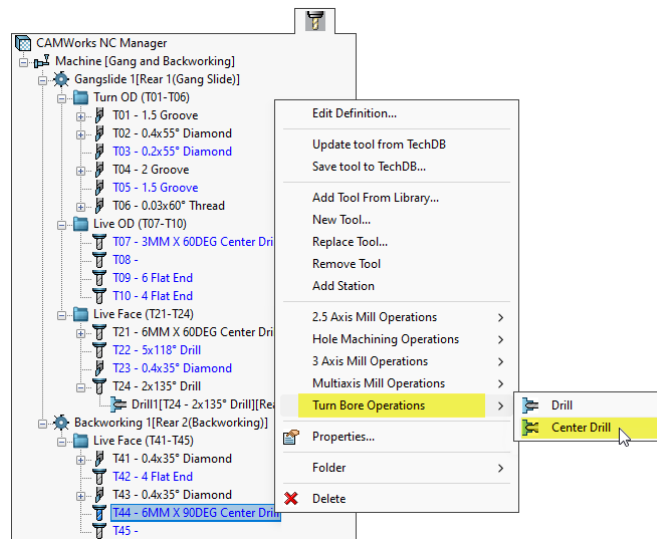 CAMWorks NC Manager
Machine [Gang and Backworking]
Gangslide 1[Rear 1(Gang Slide)]
Turn OD (T01-T06)
T01 - 1.5 Groove
T02 - 0.4x55° Diamond
T03 - 0.2x55° Diamond
T04 - 2 Groove
T05 - 1.5 Groove
T06 - 0.03x60° Thread
Live OD (T07-T10)
T07 - 3MM X 60DEG Center Dri
T08 -
T09 - 6 Flat End
T10 - 4 Flat End
Live Face (T21-T24)
T21 - 6MM X 60DEG Center Dri
T22 - 5x118° Drill
T23 - 0.4x35° Diamond
T24 - 2x135° Drill
Drill1[T24 - 2x135° Drill][Rea
Backworking 1[Rear 2(Backworking)]
Live Face (T41-T45)
T41 - 0.4x35° Diamond
T42 - 4 Flat End
T43 - 0.4x35° Diamond
T44 - 6MM X 90DEG Center Drill
T45 -
Edit Definition...
Update tool from TechDB
Save tool to TechDB...
Add Tool From Library...
New Tool...
Replace Tool...
Remove Tool
Add Station
2.5 Axis Mill Operations
Hole Machining Operations
3 Axis Mill Operations
Multiaxis Mill Operations
Turn Bore Operations
Properties...
Folder
Delete
Drill
Center Drill